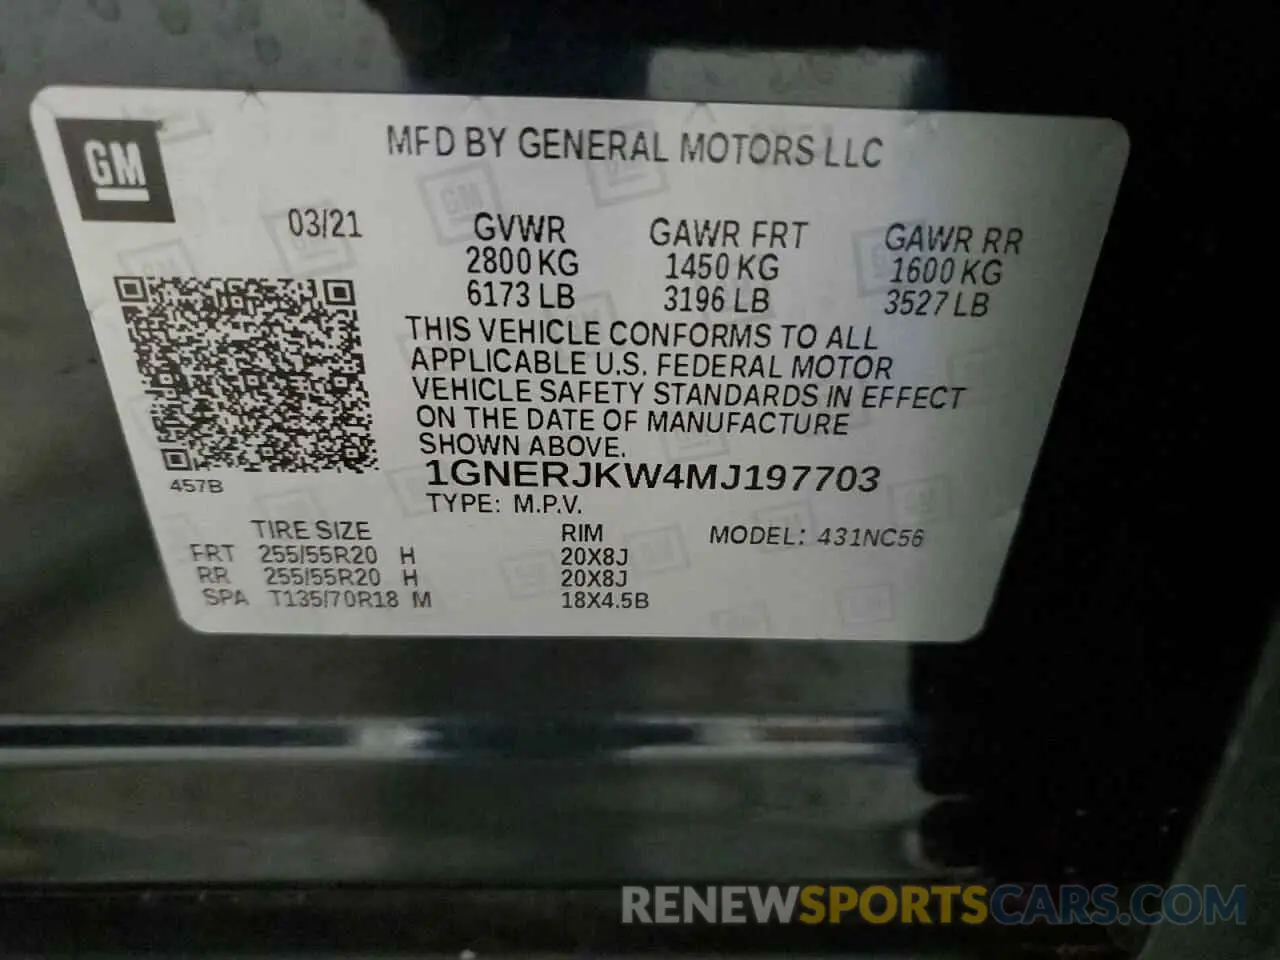 GM
MFD BY GENERAL MOTORS LLC
03/21
GVWR GAWR FRT GAWR RR
2800 KG 1450 KG 1600 KG
6173 LB 3196 LB 3527 LB
THIS VEHICLE CONFORMS TO ALL
APPLICABLE U.S. FEDERAL MOTOR
VEHICLE SAFETY STANDARDS IN EFFECT
ON THE DATE OF MANUFACTURE
SHOWN ABOVE.
457B
1GNERJKW4MJ197703
TYPE: M.P.V.
TIRE SIZE RIM MODEL: 431NC56
FRT 255/55R20 H 20X8J
RR 255/55R20 H 20X8J
SPA T135/70R18 M 18X4.5B
RENEWSPORTSCARS.COM